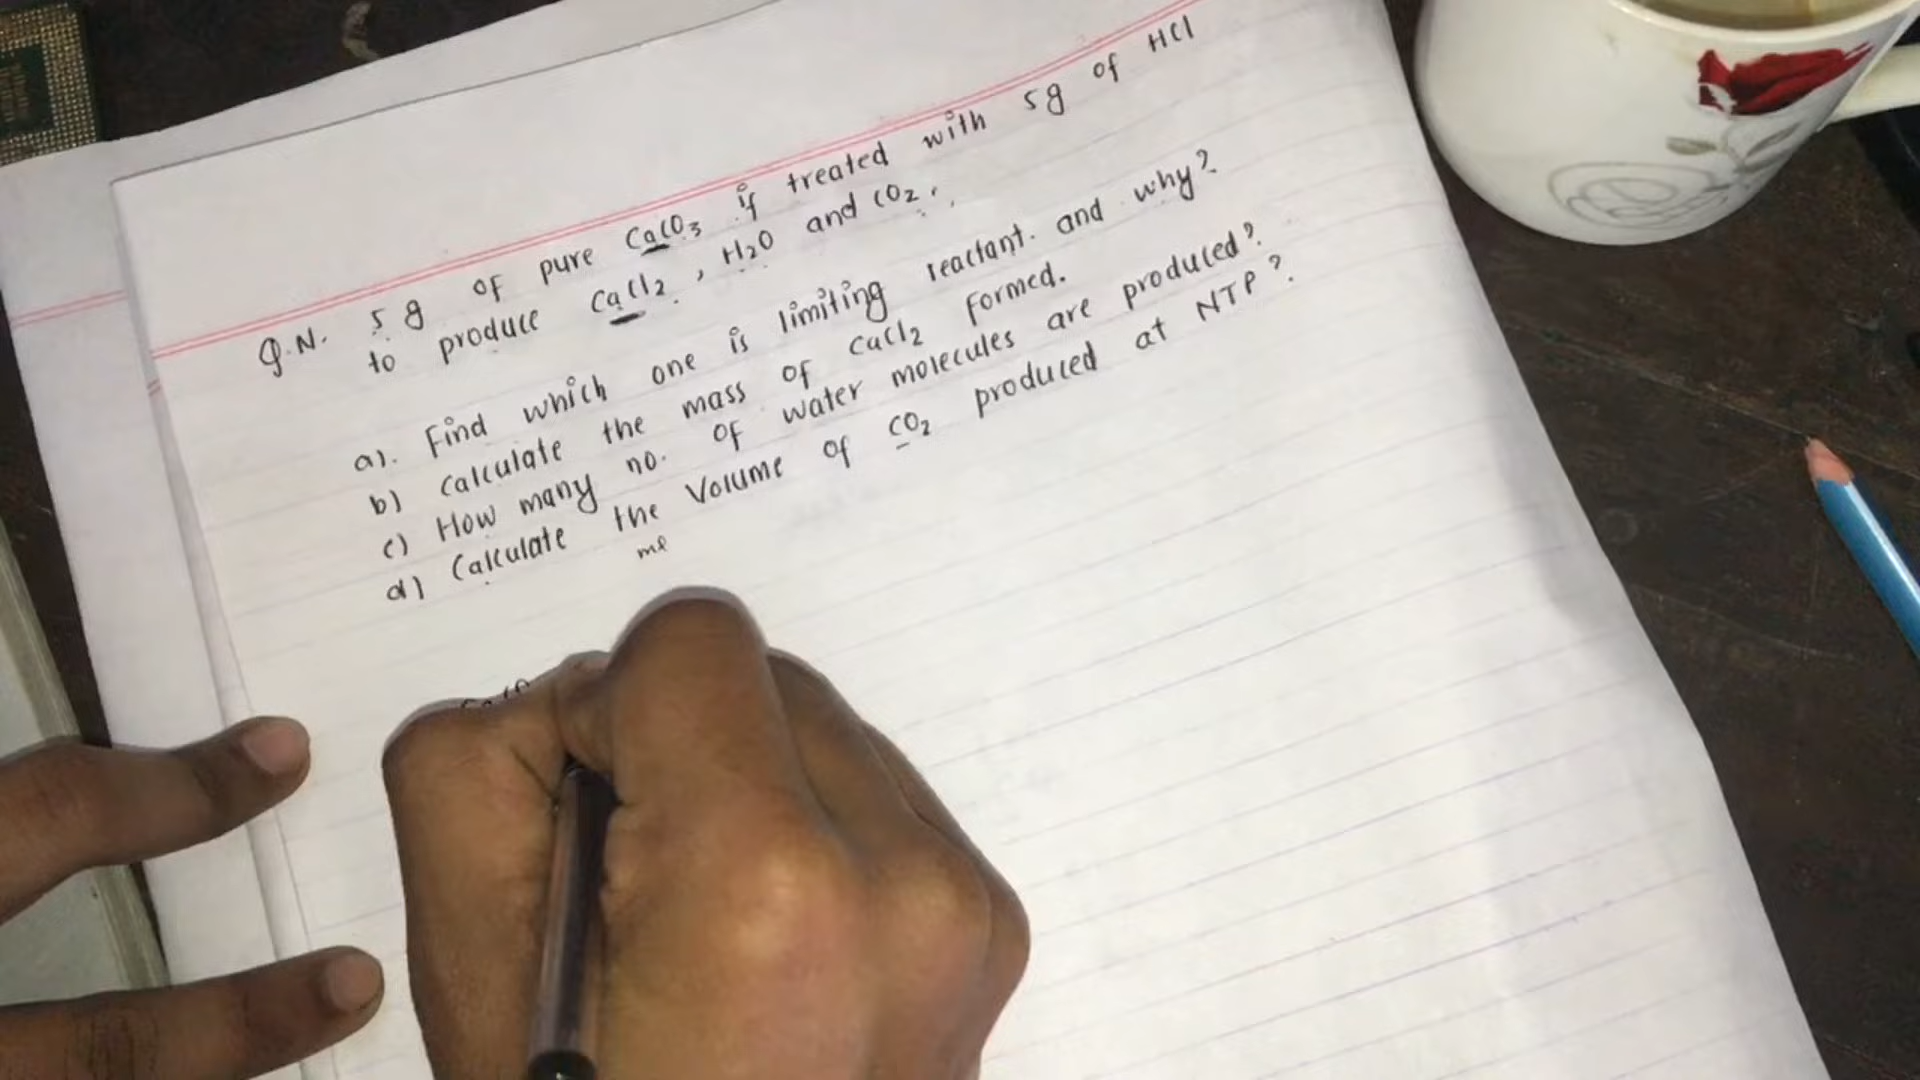 Q.N. 5 g of pure CaCO3 if treated with 5g of HCl
to produce CaCl2, H2O and CO2.
a). Find which one is limiting reactant. and why?
b) Calculate the mass of CaCl2 formed.
c) How many no. of water molecules are produced?
d) Calculate the Volume of CO2 produced at NTP?